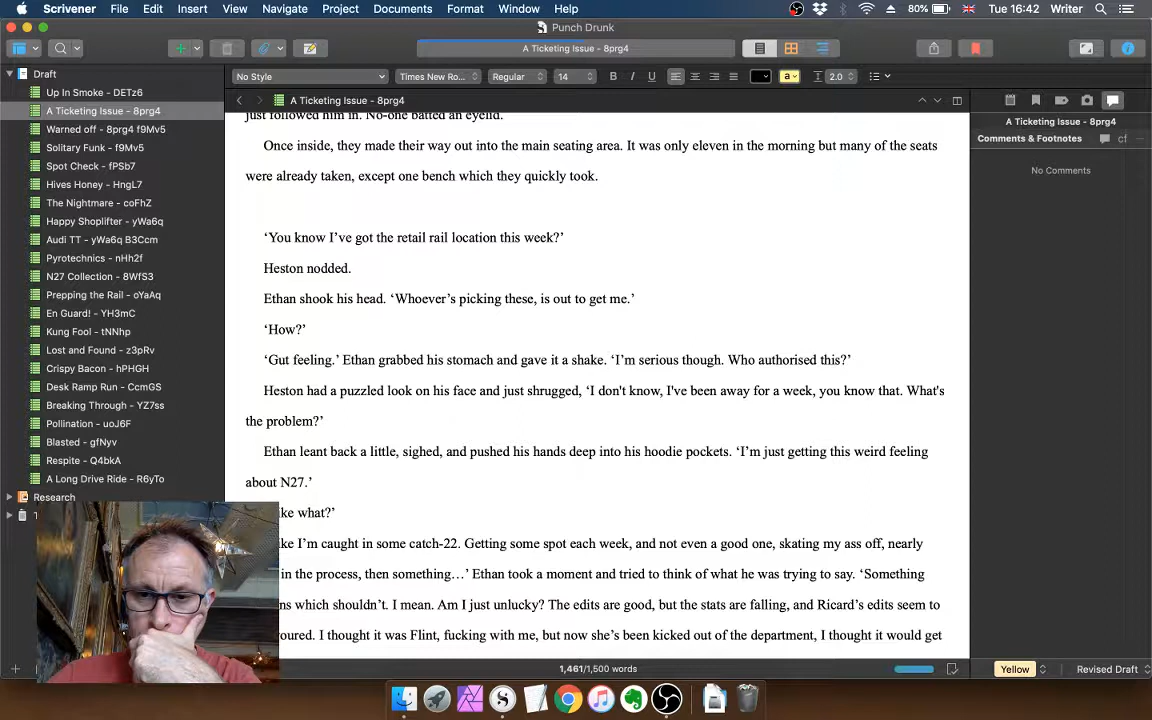 Scrivener File Edit Insert View Navigate Project Documents Format Window Help 80% Tue 16:42 Writer
Punch Drunk
A Ticketing Issue - 8prg4
No Style Times New Ro... Regular 14 B I U a 2.0
Draft
Up In Smoke - DETz6
A Ticketing Issue - 8prg4
Warned off - 8prg4 f9Mv5
Solitary Funk - f9Mv5
Spot Check - fPSb7
Hives Honey - HngL7
The Nightmare - coFhZ
Happy Shoplifter - yWa6q
Audi TT - yWa6q B3Ccm
Pyrotechnics - nHh2f
N27 Collection - 8WfS3
Prepping the Rail - oYaAq
En Guard! - YH3mC
Kung Fool - tNNhp
Lost and Found - z3pRv
Crispy Bacon - hPHGH
Desk Ramp Run - CcmGS
Breaking Through - YZ7ss
Pollination - uoJ6F
Blasted - gfNyv
Respite - Q4bkA
A Long Drive Ride - R6yTo
Research
A Ticketing Issue - 8prg4
just followed him in. No-one batted an eyelid.
Once inside, they made their way out into the main seating area. It was only eleven in the morning but many of the seats
were already taken, except one bench which they quickly took.
‘You know I’ve got the retail rail location this week?’
Heston nodded.
Ethan shook his head. ‘Whoever’s picking these, is out to get me.’
‘How?’
‘Gut feeling.’ Ethan grabbed his stomach and gave it a shake. ‘I’m serious though. Who authorised this?’
Heston had a puzzled look on his face and just shrugged, ‘I don't know, I've been away for a week, you know that. What's
the problem?’
Ethan leant back a little, sighed, and pushed his hands deep into his hoodie pockets. ‘I’m just getting this weird feeling
about N27.’
ke what?’
ke I’m caught in some catch-22. Getting some spot each week, and not even a good one, skating my ass off, nearly
in the process, then something…’ Ethan took a moment and tried to think of what he was trying to say. ‘Something
ns which shouldn’t. I mean. Am I just unlucky? The edits are good, but the stats are falling, and Ricard’s edits seem to
oured. I thought it was Flint, fucking with me, but now she’s been kicked out of the department, I thought it would get
1,461/1,500 words
A Ticketing Issue - 8prg4
Comments & Footnotes cf
No Comments
Yellow Revised Draft